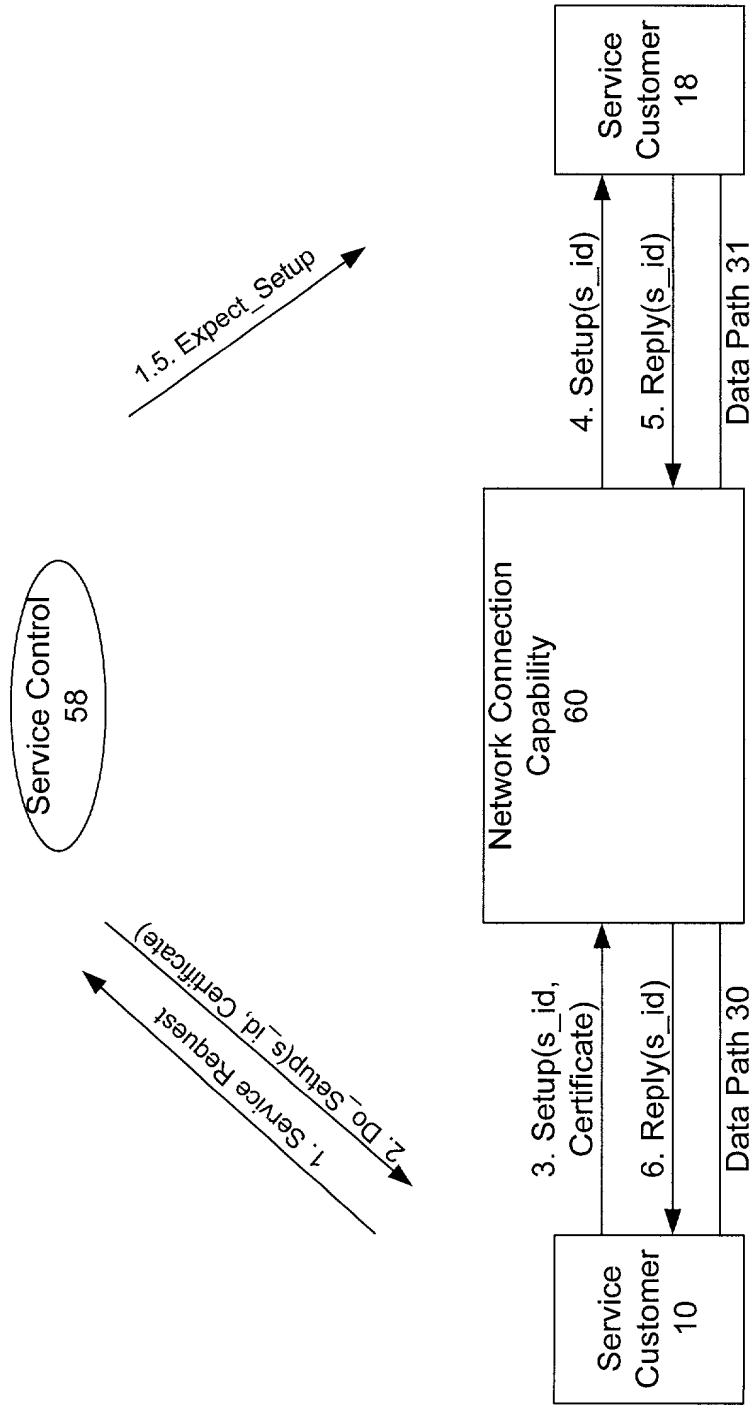 Service Control
58
1. Service Request
2. Do_Setup(s_id, Certificate)
1.5. Expect_Setup
Service
Customer
10
3. Setup(s_id,
Certificate)
6. Reply(s_id)
Data Path 30
Network Connection
Capability
60
4. Setup(s_id)
5. Reply(s_id)
Data Path 31
Service
Customer
18